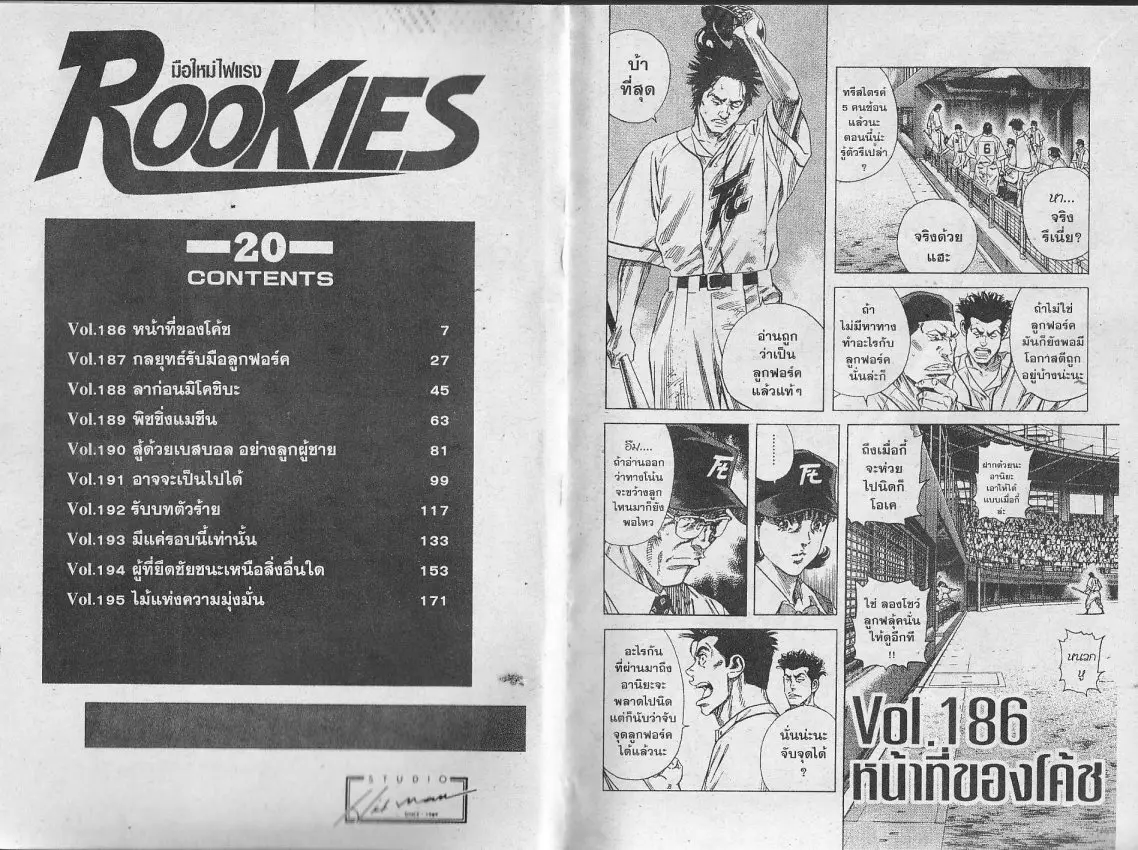 มือใหม่ไฟแรง
ROOKIES
20
CONTENTS
Vol.186 หน้าที่ของโค้ช 7
Vol.187 กลยุทธ์รับมือลูกฟอร์ค 27
Vol.188 ลาก่อนมิโคชิบะ 45
Vol.189 พิชชิ่งแมชีน 63
Vol.190 สู้ด้วยเบสบอล อย่างลูกผู้ชาย 81
Vol.191 อาจจะเป็นไปได้ 99
Vol.192 รับบทตัวร้าย 117
Vol.193 มีแค่รอบนี้เท่านั้น 133
Vol.194 ผู้ที่ยึดชัยชนะเหนือสิ่งอื่นใด 153
Vol.195 ไม้แห่งความมุ่งมั่น 171
STUDIO
บ้า
ที่สุด
อ่านถูก
ว่าเป็น
ลูกฟอร์ค
แล้วแท้ๆ
ทรีสไตรค์
5 คนซ้อน
แล้วนะ
ตอนนี้น่ะ
รู้ตัวรึเปล่า
?
หา...
จริง
รึเนี่ย?
จริงด้วย
แฮะ
ถ้าไม่ใช่
ลูกฟอร์ค
มันก็ยังพอมี
โอกาสตีถูก
อยู่บ้างน่ะนะ
ถ้า
ไม่มีหาทาง
ทำอะไรกับ
ลูกฟอร์ค
นั่นล่ะก็
อืม....
ถ้าอ่านออก
ว่าทางโน้น
จะขว้างลูก
ไหนมาก็ยัง
พอไหว
ถึงเมื่อกี้
จะห่วย
ไปนิดก็
โอเค
ฝากด้วยนะ
อานิยะ
เอาให้ได้
แบบเมื่อกี้
ล่ะ
ใช่ ลองโชว์
ลูกฟลุ้คนั่น
ให้ดูอีกที
!!
หนวก
หู
อะไรกัน
ที่ผ่านมาถึง
อานิยะจะ
พลาดไปนิด
แต่ก็นับว่าจับ
จุดลูกฟอร์ค
ได้แล้วนะ
นั่นน่ะนะ
จับจุดได้
?
Vol.186
หน้าที่ของโค้ช